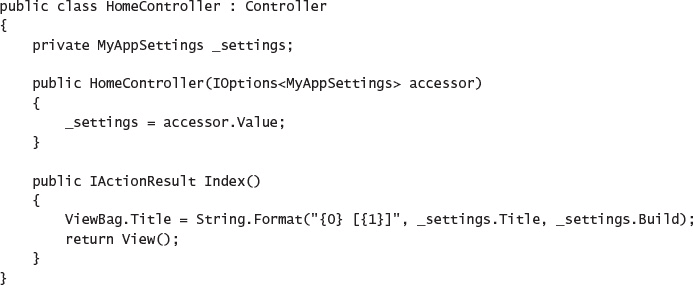 public class HomeController : Controller
{
    private MyAppSettings _settings;

    public HomeController(IOptions<MyAppSettings> accessor)
    {
        _settings = accessor.Value;
    }

    public IActionResult Index()
    {
        ViewBag.Title = String.Format("{0} [{1}]", _settings.Title, _settings.Build);
        return View();
    }
}